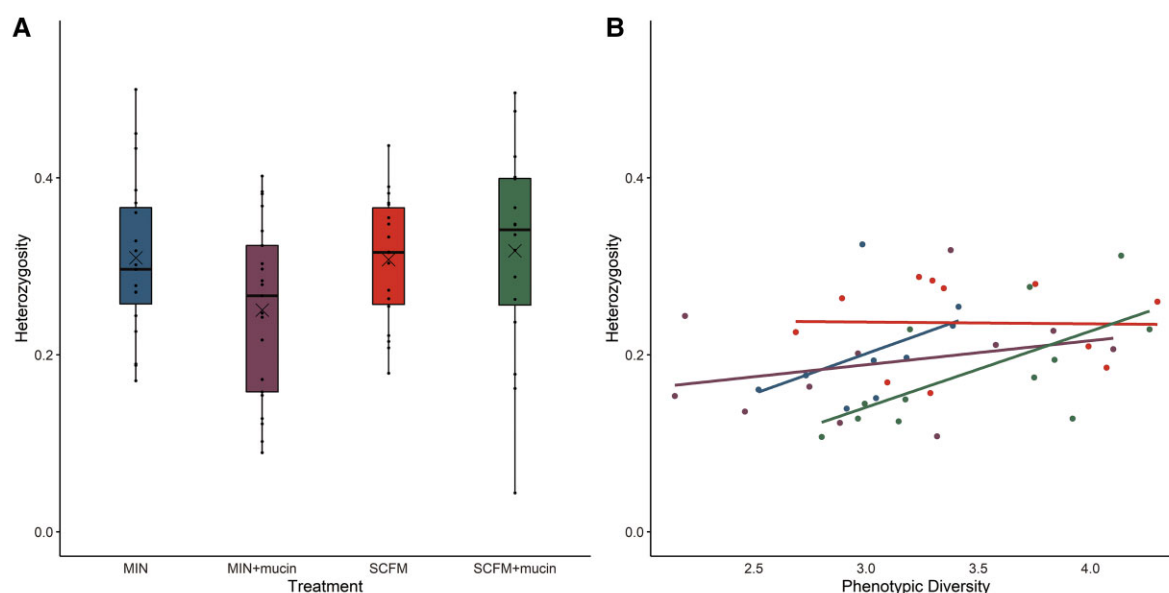 A
Heterozygosity
0.4
0.2
0.0
MIN
MIN+mucin
SCFM
SCFM+mucin
Treatment
B
Heterozygosity
0.4
0.2
0.0
2.5
3.0
3.5
4.0
Phenotypic Diversity